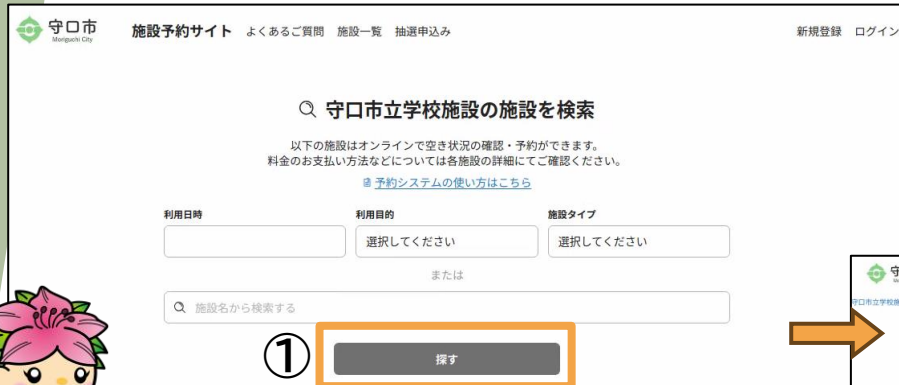 守口市
Moriguchi City
施設予約サイト よくあるご質問 施設一覧 抽選申込み
新規登録 ログイン
守口市立学校施設の施設を検索
以下の施設はオンラインで空き状況の確認・予約ができます。
料金のお支払い方法などについては各施設の詳細にてご確認ください。
予約システムの使い方はこちら
利用日時 利用目的 施設タイプ
選択してください 選択してください
または
施設名から検索する
① 探す
守口市立学校施